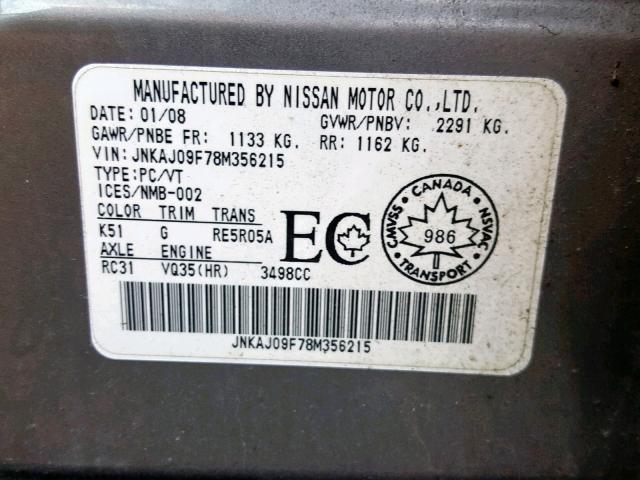 MANUFACTURED BY NISSAN MOTOR CO.,LTD.
DATE: 01/08 GVWR/PNBV: 2291 KG.
GAWR/PNBE FR: 1133 KG. RR: 1162 KG.
VIN: JNKAJ09F78M356215
TYPE:PC/VT
ICES/NMB-002
COLOR TRIM TRANS
K51 G RE5R05A
AXLE ENGINE
RC31 VQ35(HR) 3498CC
EC
CANADA
CMVSS 986 NSVAC
TRANSPORT
JNKAJ09F78M356215